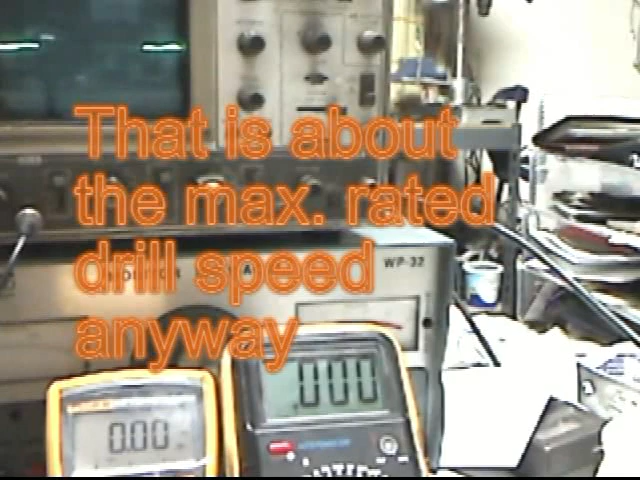 That is about
the max. rated
drill speed
anyway
WP-32
0.00
000